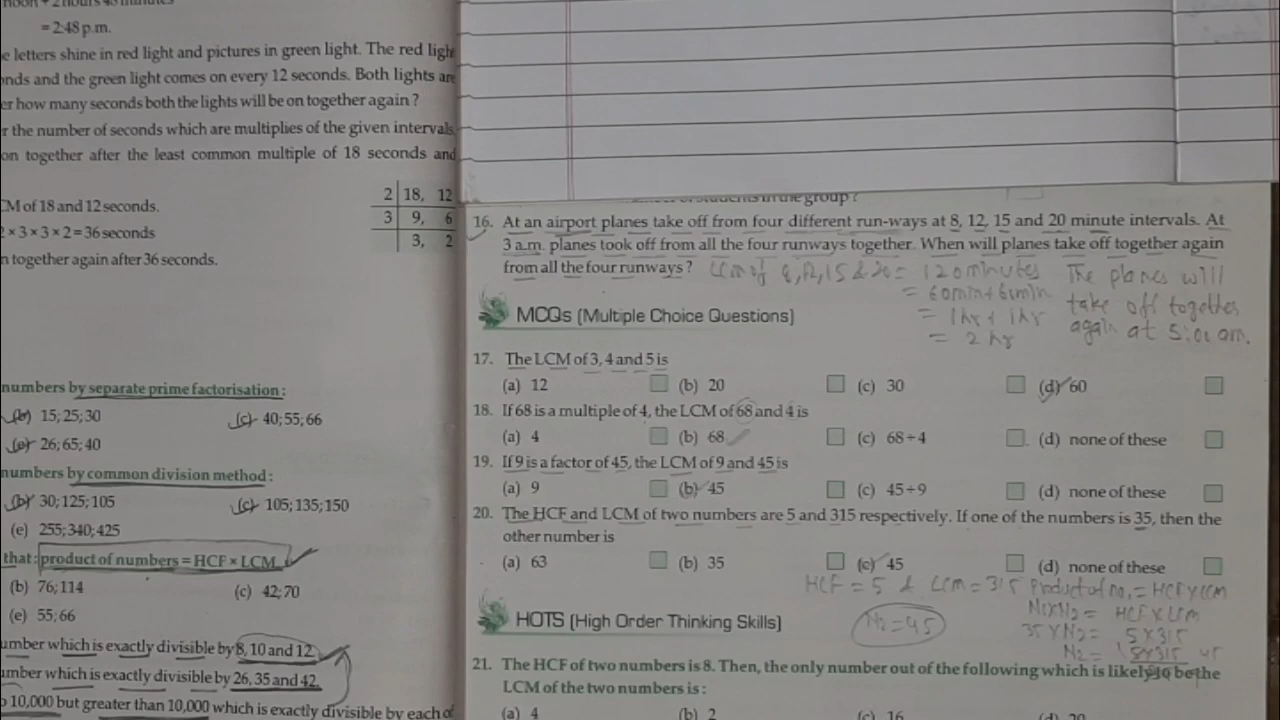 = 2:48 p.m.
e letters shine in red light and pictures in green light. The red ligh
onds and the green light comes on every 12 seconds. Both lights are
er how many seconds both the lights will be on together again ?
r the number of seconds which are multiplies of the given intervals
on together after the least common multiple of 18 seconds and
2 18, 12
CM of 18 and 12 seconds.
3 9, 6
2 × 3 × 3 × 2 = 36 seconds
3, 2
n together again after 36 seconds.
numbers by separate prime factorisation :
(b) 15; 25; 30 (c) 40; 55; 66
(e) 26; 65; 40
numbers by common division method :
(b) 30; 125; 105 (c) 105; 135; 150
(e) 255; 340; 425
that : product of numbers = HCF × LCM
(b) 76; 114 (c) 42; 70
(e) 55; 66
umber which is exactly divisible by 8, 10 and 12.
umber which is exactly divisible by 26, 35 and 42.
o 10,000 but greater than 10,000 which is exactly divisible by each of
of students in the group ?
16. At an airport planes take off from four different run-ways at 8, 12, 15 and 20 minute intervals. At
3 a.m. planes took off from all the four runways together. When will planes take off together again
from all the four runways ? LCM of 8, 12, 15 & 20 = 120 minutes
= 60min + 60min
= 1 hr + 1 hr
= 2 hr
The planes will
take off together
again at 5:00 am.
MCQs (Multiple Choice Questions)
17. The LCM of 3, 4 and 5 is
(a) 12 (b) 20 (c) 30 (d) 60
18. If 68 is a multiple of 4, the LCM of 68 and 4 is
(a) 4 (b) 68 (c) 68 ÷ 4 (d) none of these
19. If 9 is a factor of 45, the LCM of 9 and 45 is
(a) 9 (b) 45 (c) 45 ÷ 9 (d) none of these
20. The HCF and LCM of two numbers are 5 and 315 respectively. If one of the numbers is 35, then the
other number is
(a) 63 (b) 35 (c) 45 (d) none of these
HCF = 5 & LCM = 315 Product of no. = HCF × LCM
N1 × N2 = HCF × LCM
35 × N2 = 5 × 315
N2 = 5 × 315 45
N2 = 45
HOTS (High Order Thinking Skills)
21. The HCF of two numbers is 8. Then, the only number out of the following which is likely to be the
LCM of the two numbers is :
(a) 4 (b) 2 (c) 16 (d) 20